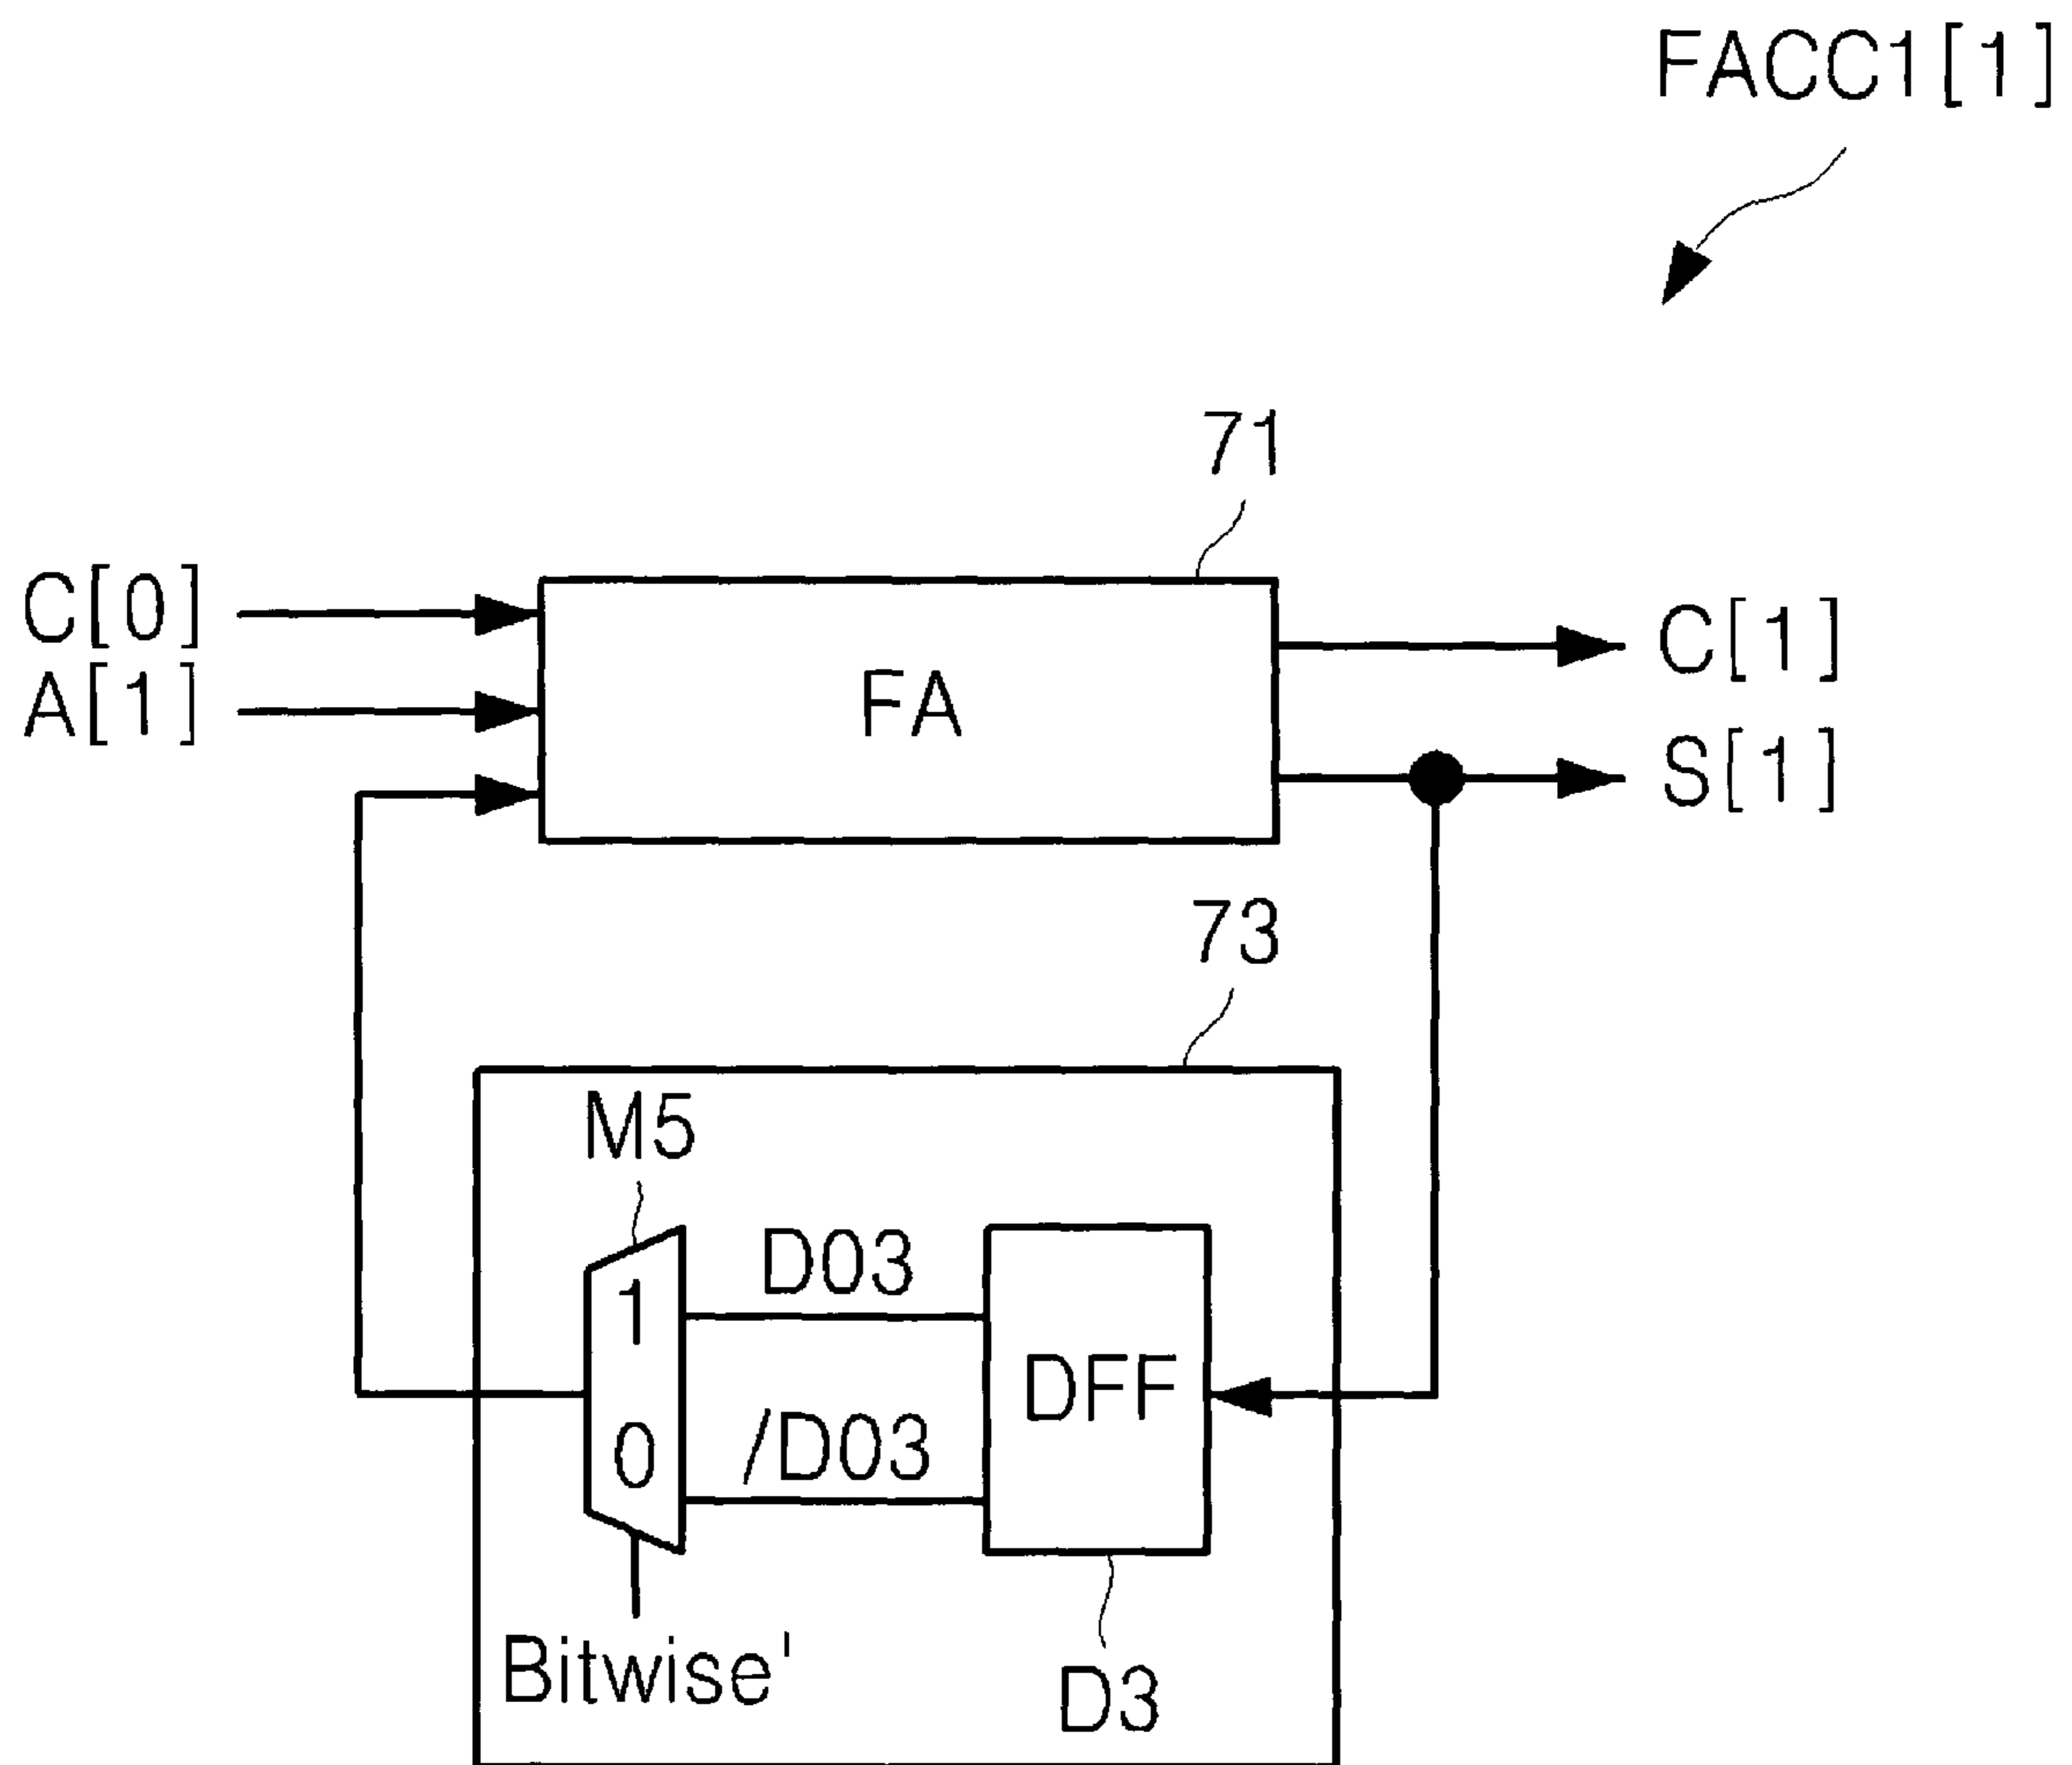 FACC1[1]
71
C[0]
A[1]
FA
C[1]
S[1]
73
M5
1
D03
DFF
0
/D03
Bitwise'
D3